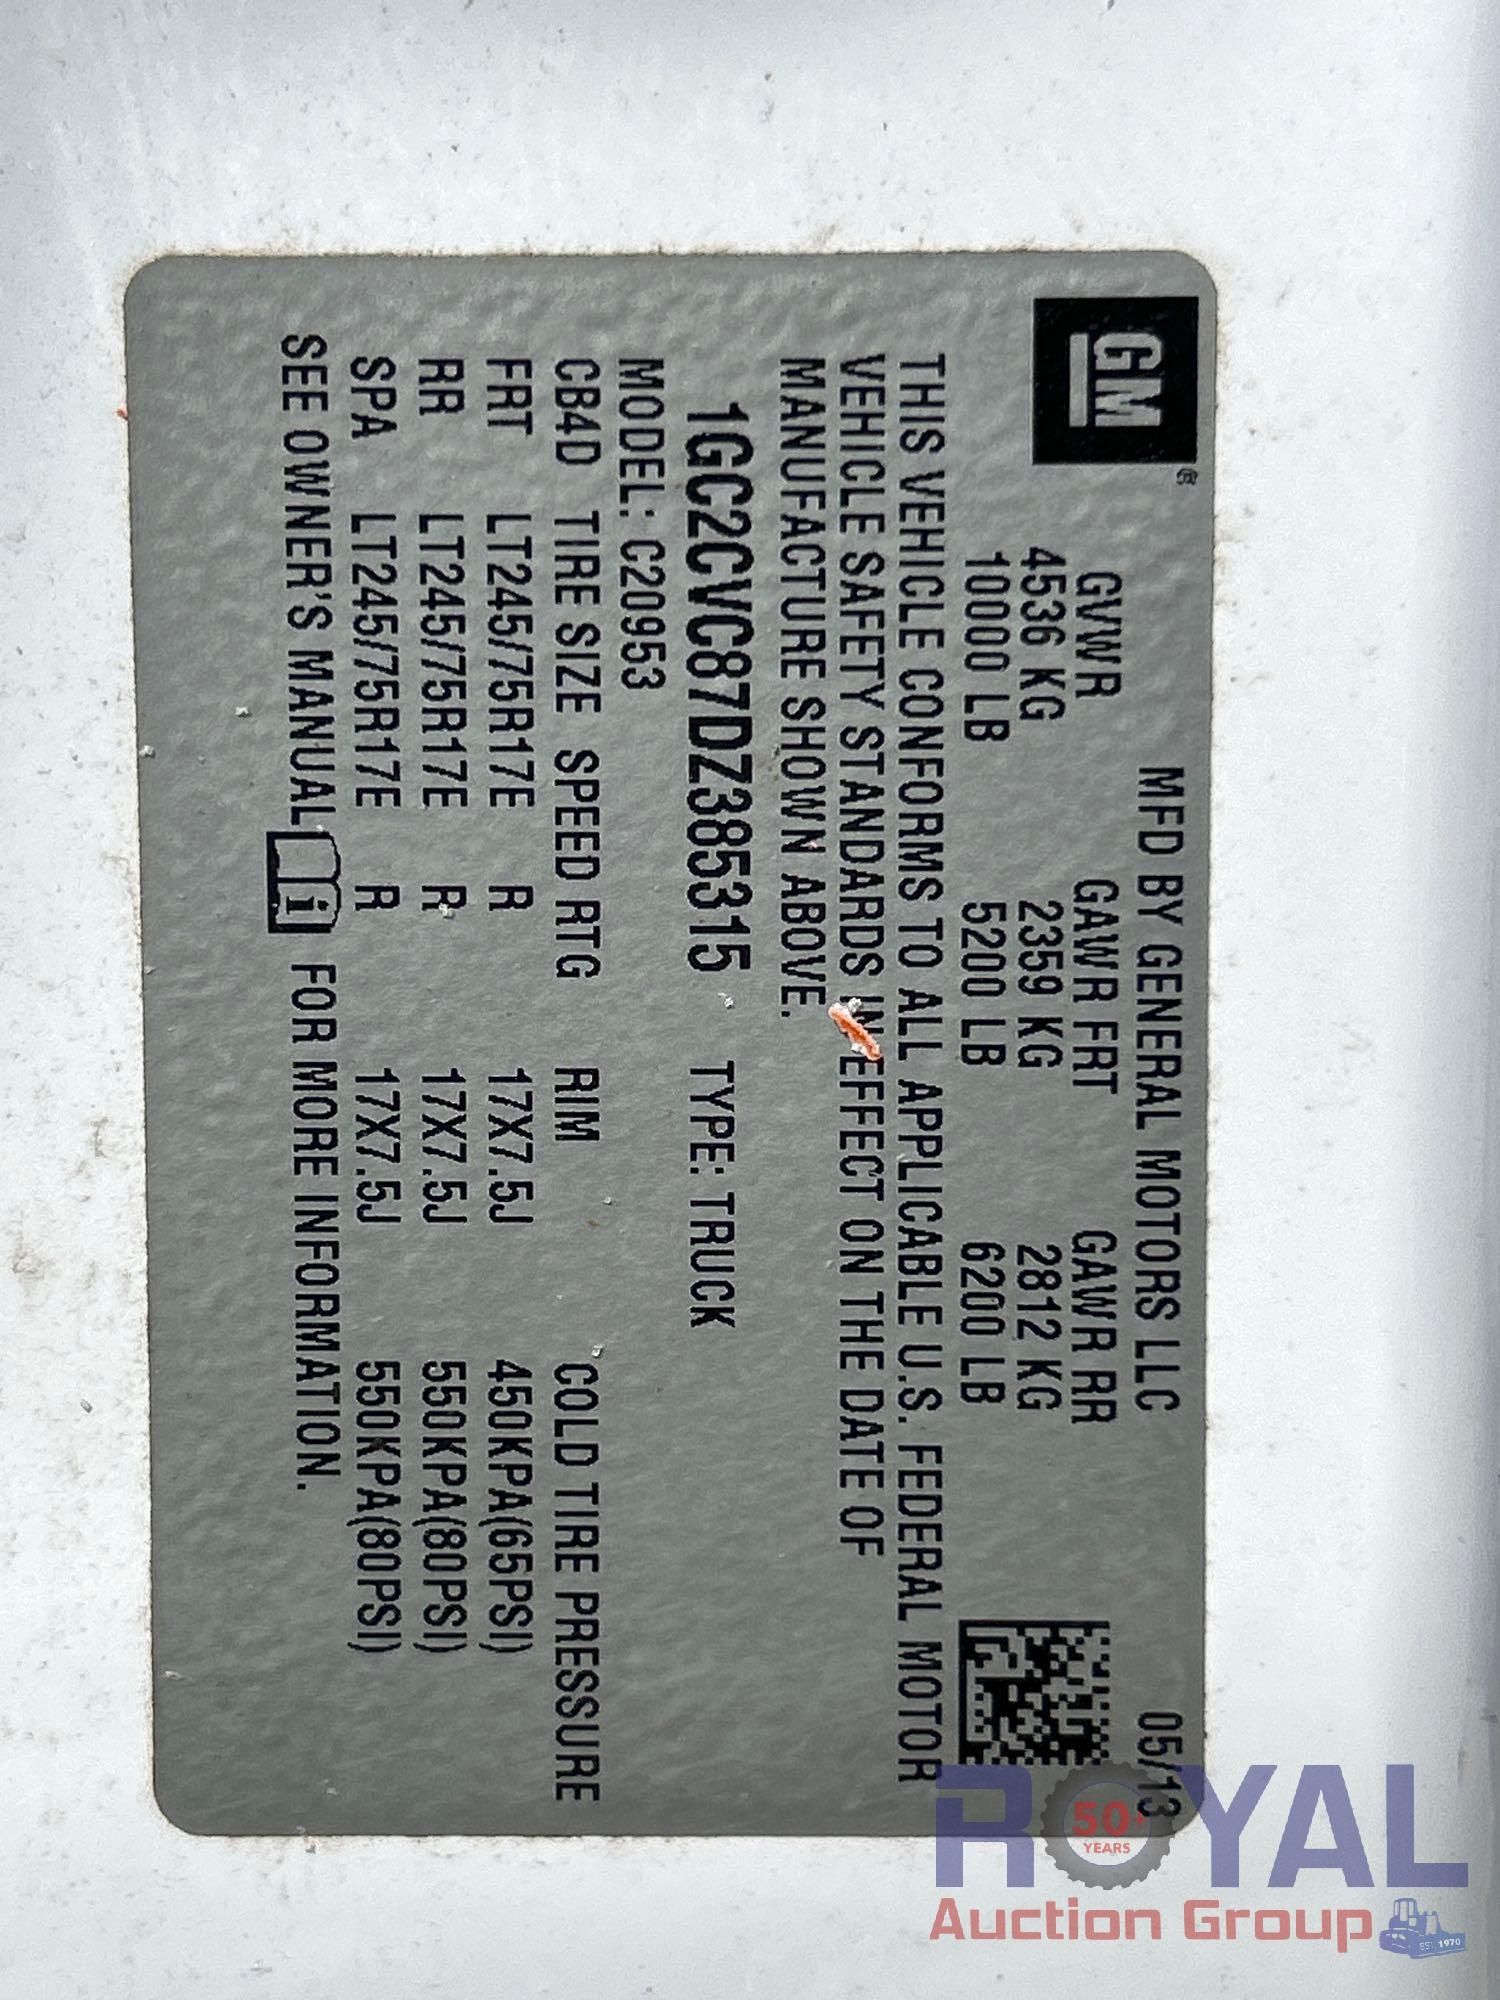 GM®
MFD BY GENERAL MOTORS LLC 05/13
GVWR GAWR FRT GAWR RR
4536 KG 2359 KG 2812 KG
10000 LB 5200 LB 6200 LB
THIS VEHICLE CONFORMS TO ALL APPLICABLE U.S. FEDERAL MOTOR
VEHICLE SAFETY STANDARDS IN EFFECT ON THE DATE OF
MANUFACTURE SHOWN ABOVE.
1GC2CVC87DZ385315 TYPE: TRUCK
MODEL: C20953
CB4D TIRE SIZE SPEED RTG RIM COLD TIRE PRESSURE
FRT LT245/75R17E R 17X7.5J 450KPA(65PSI)
RR LT245/75R17E R 17X7.5J 550KPA(80PSI)
SPA LT245/75R17E R 17X7.5J 550KPA(80PSI)
SEE OWNER'S MANUAL i FOR MORE INFORMATION.
ROYAL
50+
YEARS
Auction Group
EST. 1970